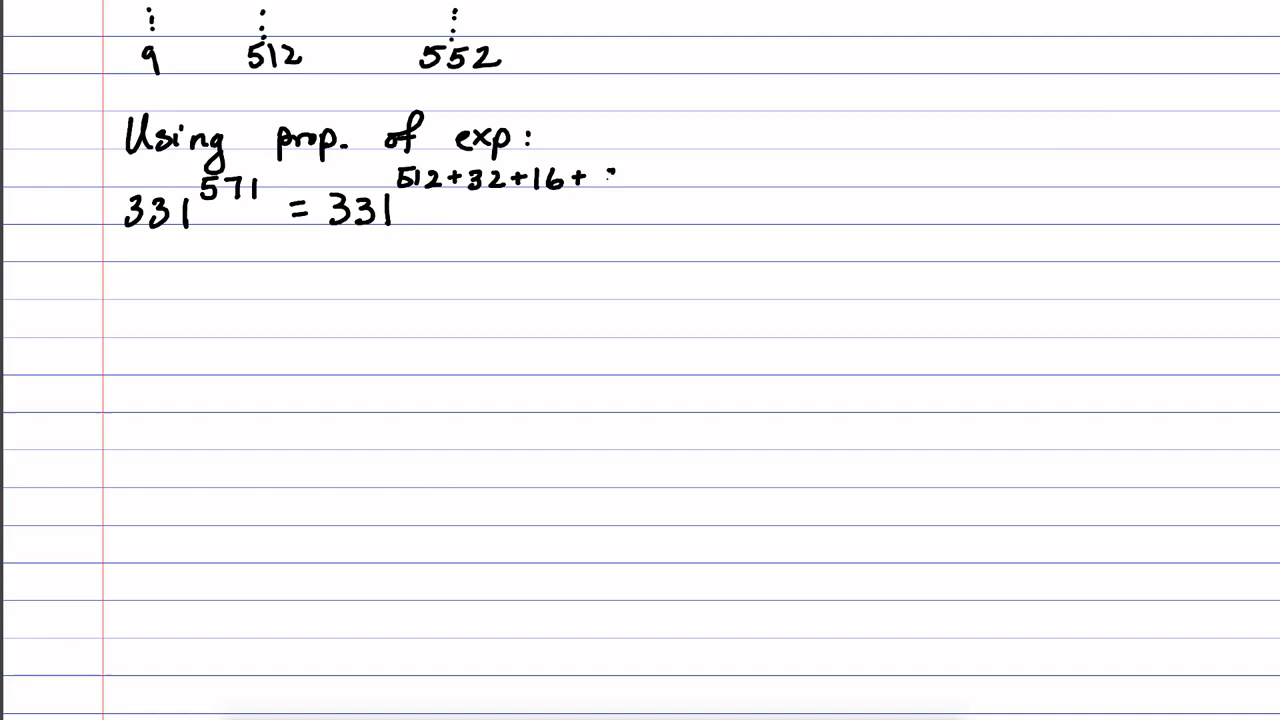 ⋮ ⋮ ⋮
9 512 552
Using prop. of exp:
331^571 = 331^512+32+16+